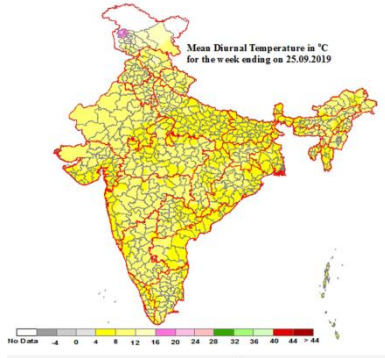 Mean Diurnal Temperature in °C
for the week ending on 25.09.2019
No Data -4 0 4 8 12 16 20 24 28 32 36 40 44 > 44